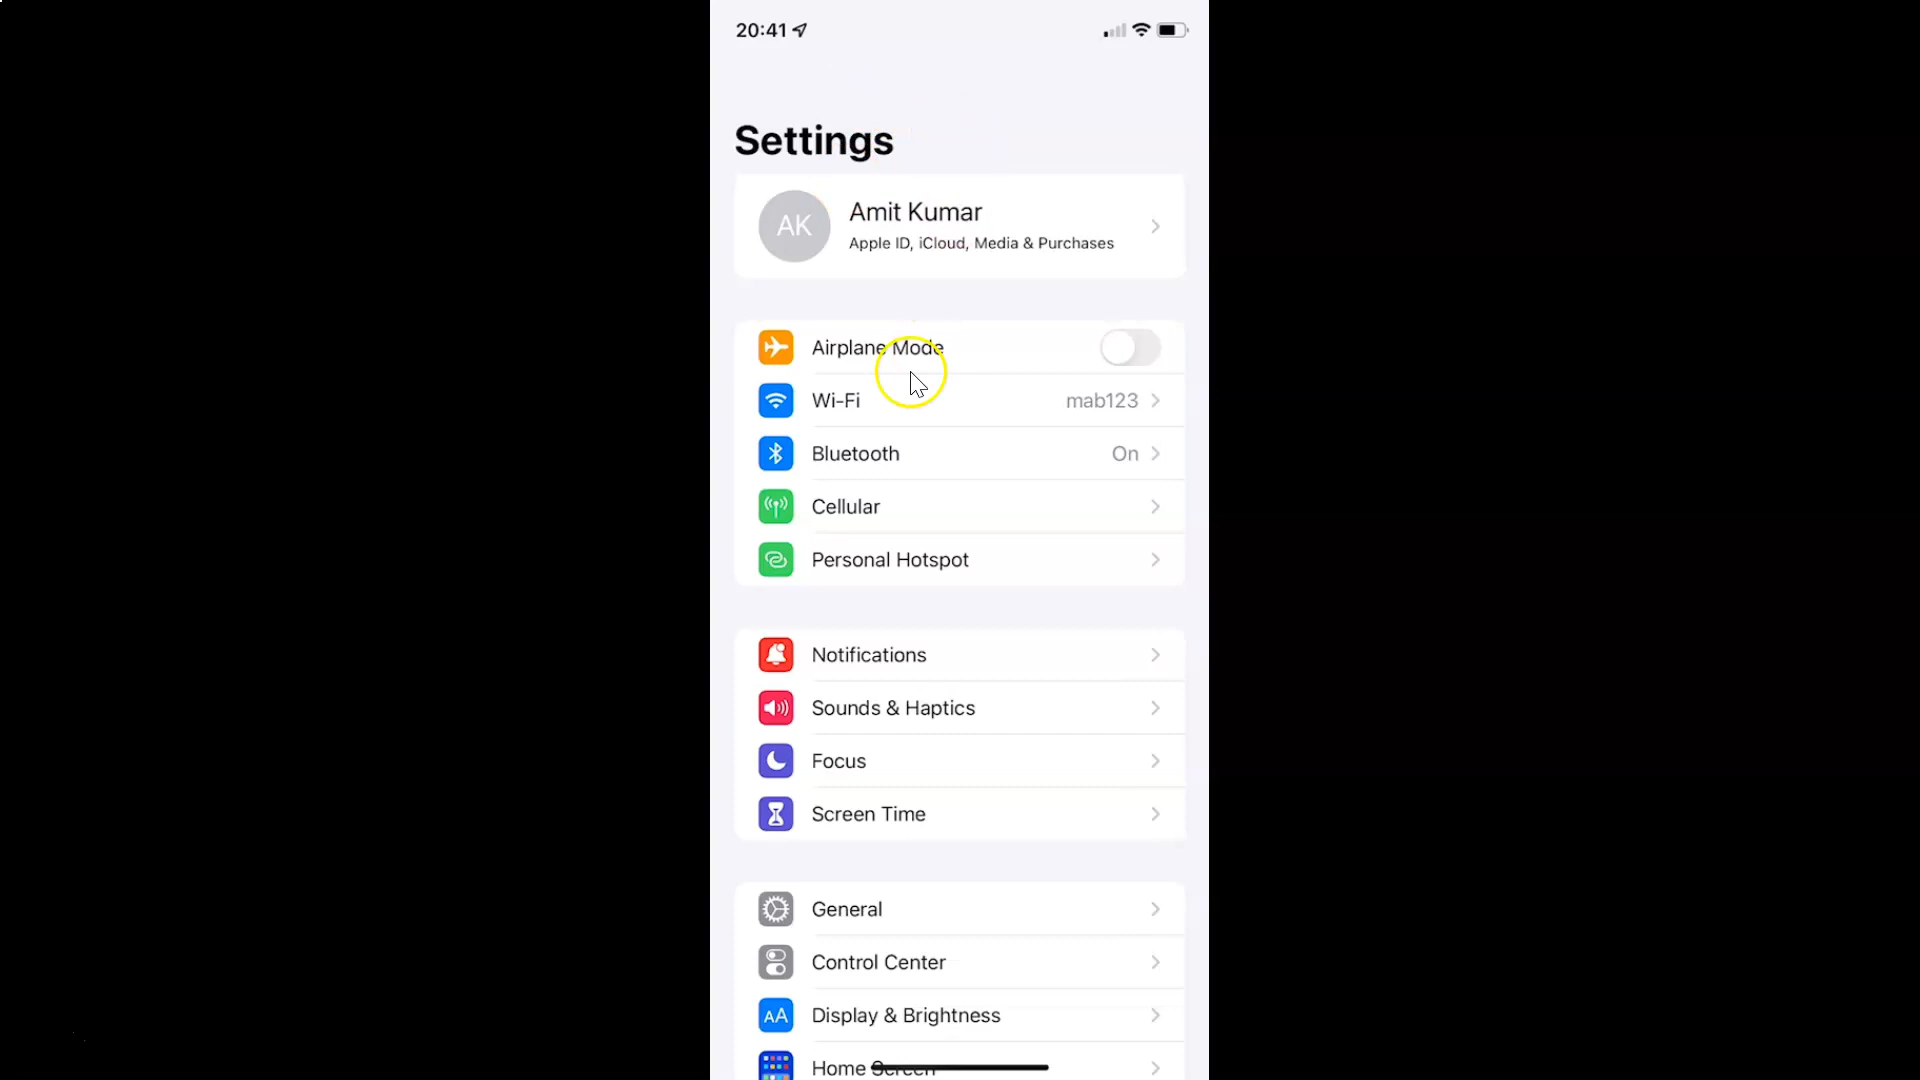 20:41
Settings
AK
Amit Kumar
Apple ID, iCloud, Media & Purchases
Airplane Mode
Wi-Fi mab123
Bluetooth On
Cellular
Personal Hotspot
Notifications
Sounds & Haptics
Focus
Screen Time
General
Control Center
AA Display & Brightness
Home Screen